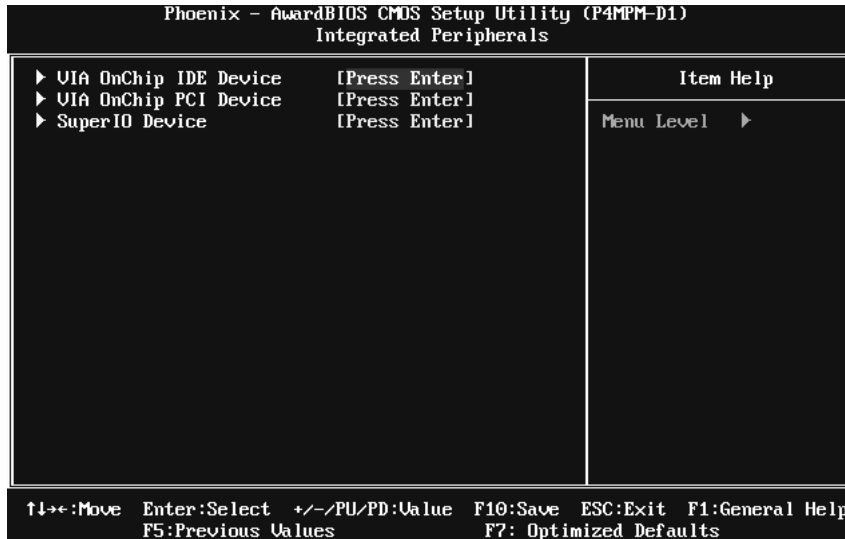 Phoenix - AwardBIOS CMOS Setup Utility (P4MPM-D1)
Integrated Peripherals
▶ VIA OnChip IDE Device [Press Enter]
▶ VIA OnChip PCI Device [Press Enter]
▶ SuperIO Device [Press Enter]
Item Help
Menu Level ▶
↑↓→←:Move Enter:Select +/-/PU/PD:Value F10:Save ESC:Exit F1:General Help
F5:Previous Values F7: Optimized Defaults